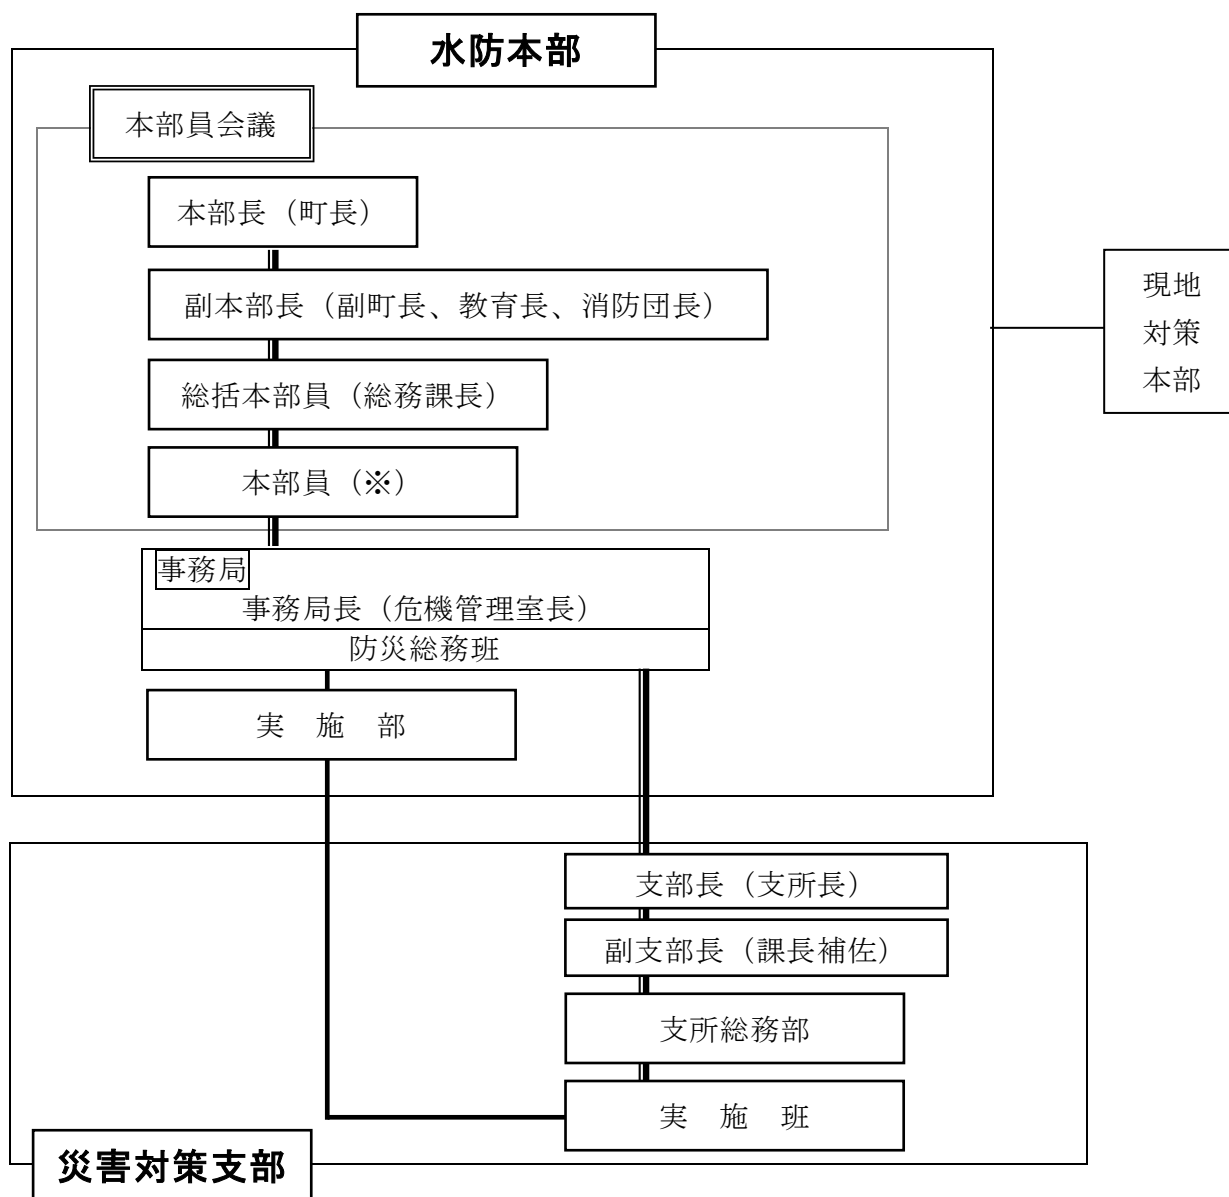 水防本部
本部員会議
本部長（町長）
副本部長（副町長、教育長、消防団長）
総括本部員（総務課長）
本部員（※）
現地
対策
本部
事務局
事務局長（危機管理室長）
防災総務班
実　施　部
支部長（支所長）
副支部長（課長補佐）
支所総務部
実　施　班
災害対策支部